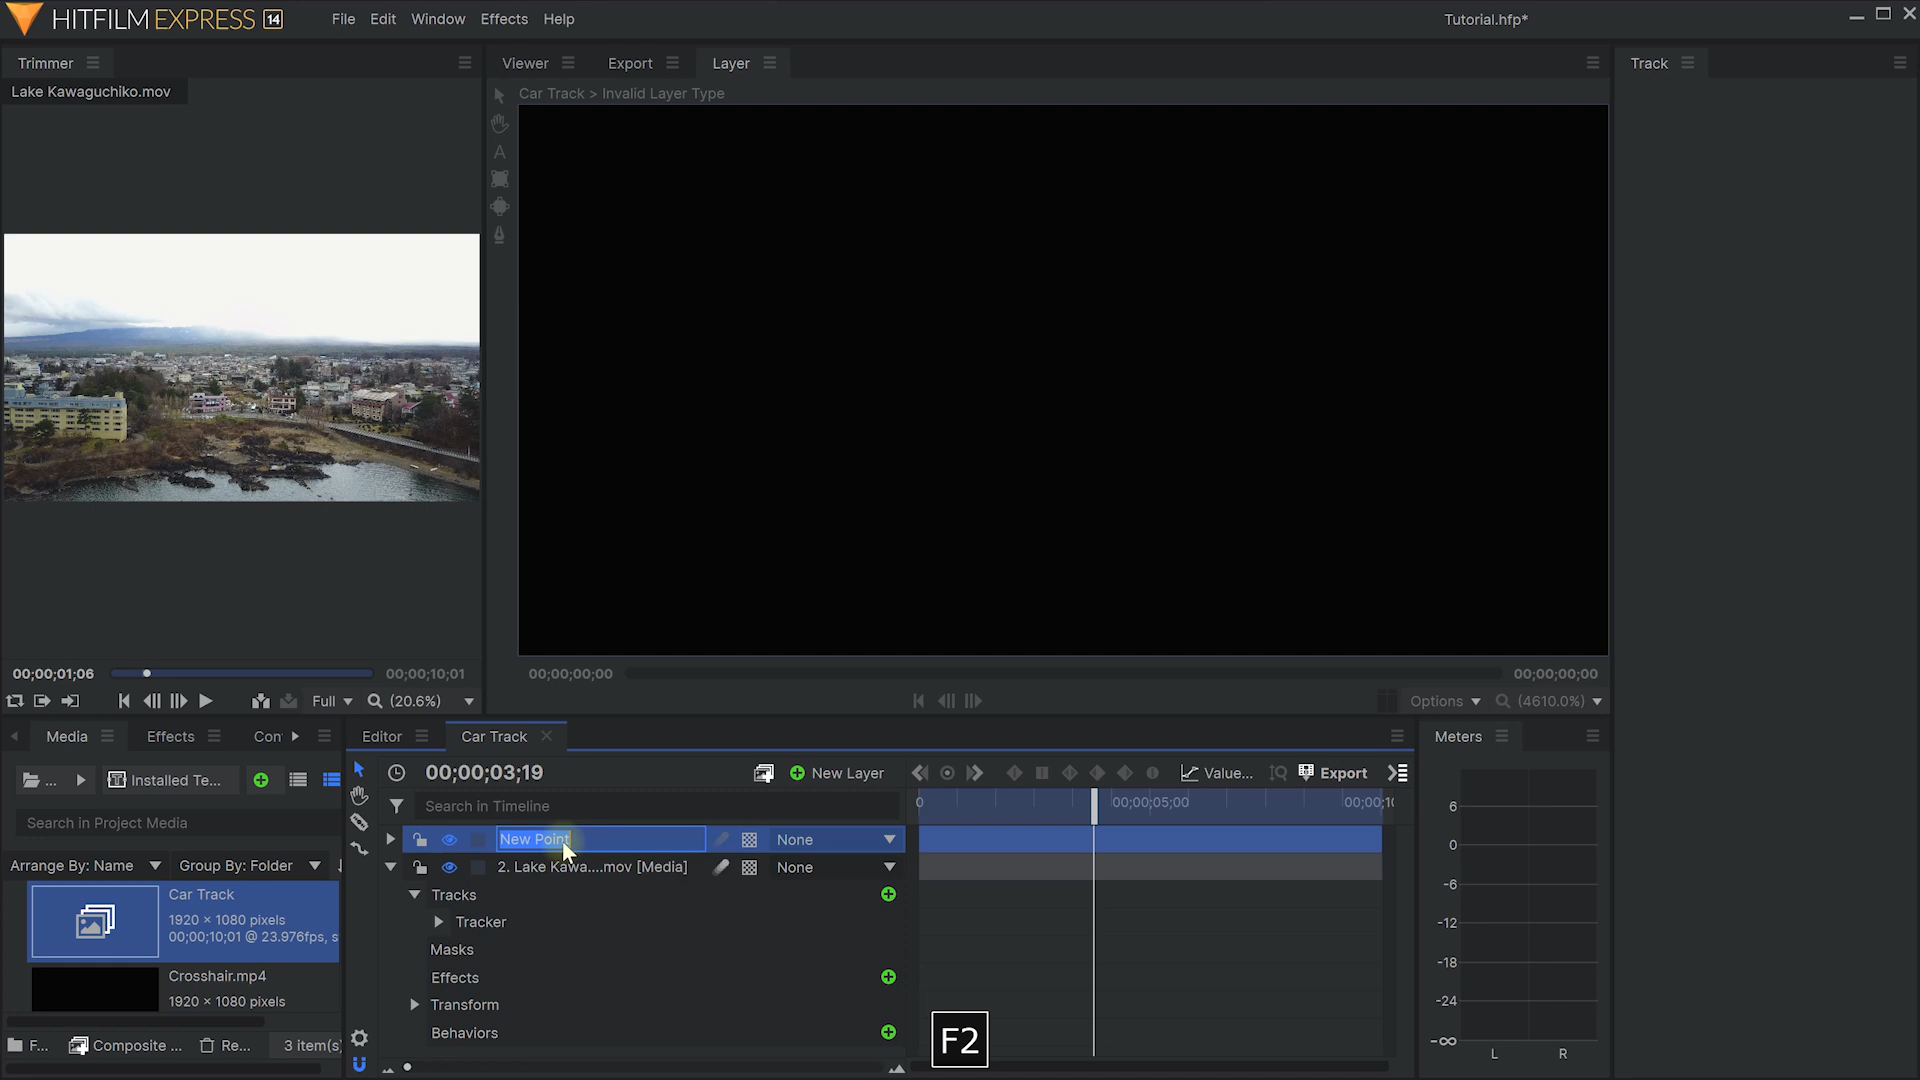 HITFILM EXPRESS 14
File Edit Window Effects Help
Tutorial.hfp*
Trimmer
Viewer
Export
Layer
Track
Lake Kawaguchiko.mov
Car Track > Invalid Layer Type
A
00;00;01;06
00;00;10;01
Full
(20.6%)
00;00;00;00
00;00;00;00
Options
(4610.0%)
Media
Effects
Con
Editor
Car Track
Meters
...
Installed Te...
00;00;03;19
New Layer
Value...
Export
Search in Project Media
Search in Timeline
0
00;00;05;00
00;00;10
Arrange By: Name
Group By: Folder
New Point
None
2. Lake Kawa....mov [Media]
None
Car Track
1920 × 1080 pixels
00;00;10;01 @ 23.976fps, s
Crosshair.mp4
1920 × 1080 pixels
Tracks
Tracker
Masks
Effects
Transform
Behaviors
F2
F...
Composite ...
Re...
3 item(s)
6
0
-6
-12
-18
-24
-∞
L
R